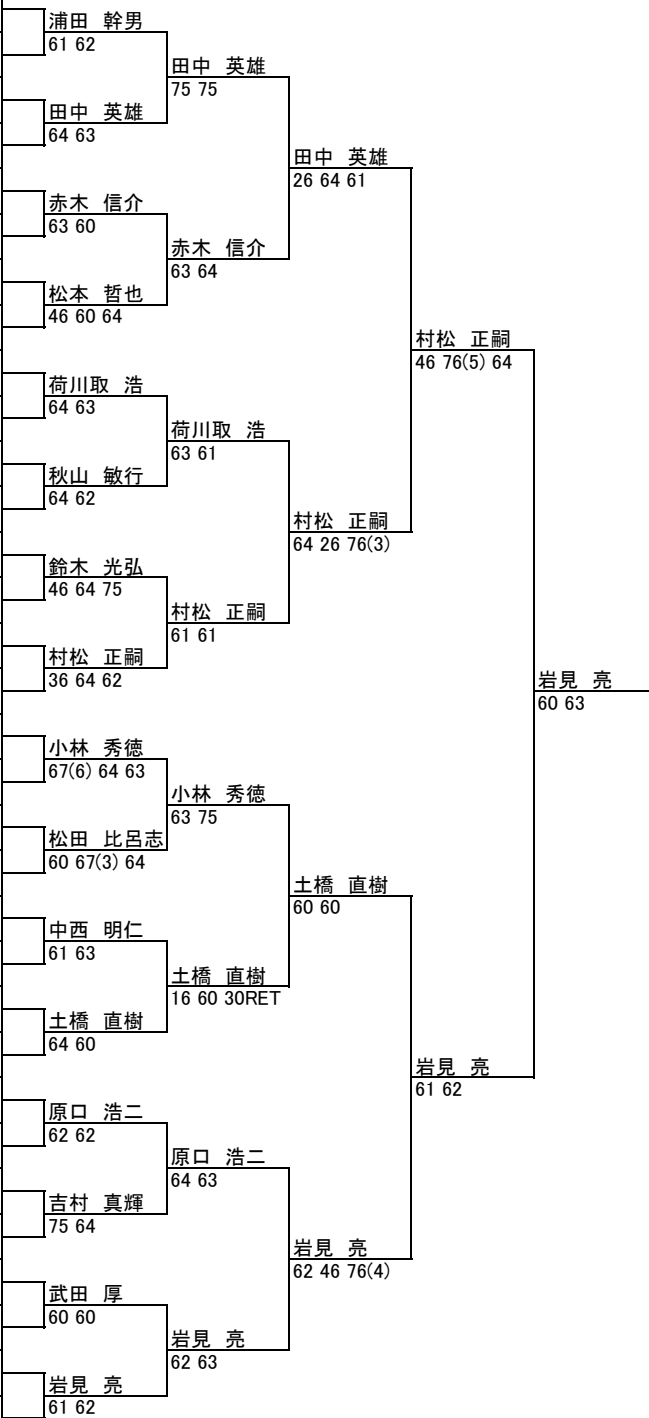 浦田 幹男
61 62
田中 英雄
75 75
田中 英雄
64 63
田中 英雄
26 64 61
赤木 信介
63 60
赤木 信介
63 64
松本 哲也
46 60 64
村松 正嗣
46 76(5) 64
荷川取 浩
64 63
荷川取 浩
63 61
秋山 敏行
64 62
村松 正嗣
64 26 76(3)
鈴木 光弘
46 64 75
村松 正嗣
61 61
村松 正嗣
36 64 62
岩見 亮
60 63
小林 秀徳
67(6) 64 63
小林 秀徳
63 75
松田 比呂志
60 67(3) 64
土橋 直樹
60 60
中西 明仁
61 63
土橋 直樹
16 60 30RET
土橋 直樹
64 60
岩見 亮
61 62
原口 浩二
62 62
原口 浩二
64 63
吉村 真輝
75 64
岩見 亮
62 46 76(4)
武田 厚
60 60
岩見 亮
62 63
岩見 亮
61 62